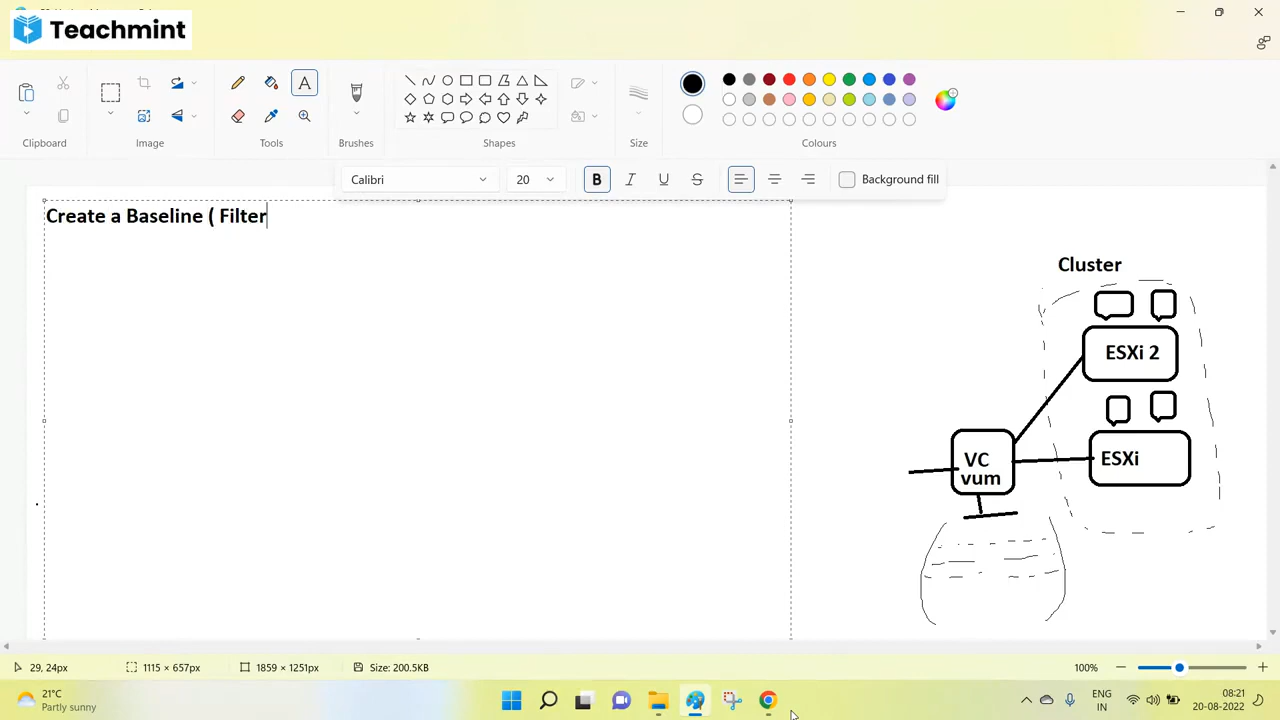 Teachmint
Clipboard
Image
Tools
Brushes
Shapes
Size
Colours
Calibri
20
B
I
U
S
Background fill
Create a Baseline ( Filter
Cluster
ESXi 2
ESXi
VC
vum
29, 24px
1115 × 657px
1859 × 1251px
Size: 200.5KB
100%
21°C
Partly sunny
ENG
IN
08:21
20-08-2022